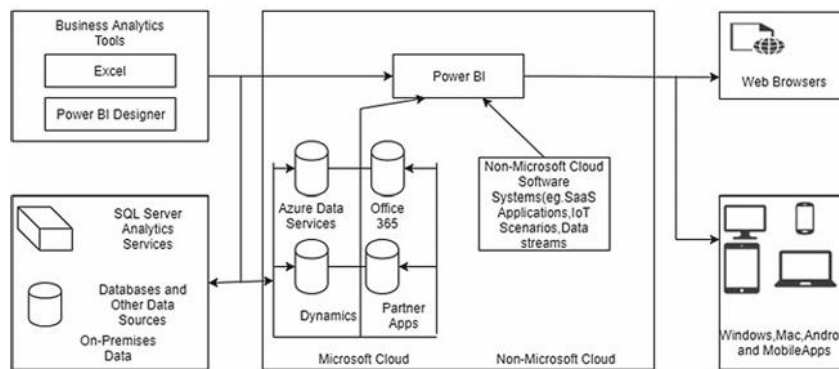 Business Analytics
Tools
Excel
Power BI Designer
SQL Server
Analytics
Services
Databases and
Other Data
Sources
On-Premises
Data
Power BI
Azure Data
Services
Office
365
Dynamics
Partner
Apps
Microsoft Cloud
Non-Microsoft Cloud
Software
Systems(eg.SaaS
Applications,IoT
Scenarios,Data
streams
Non-Microsoft Cloud
Web Browsers
Windows,Mac,Andro
and MobileApps